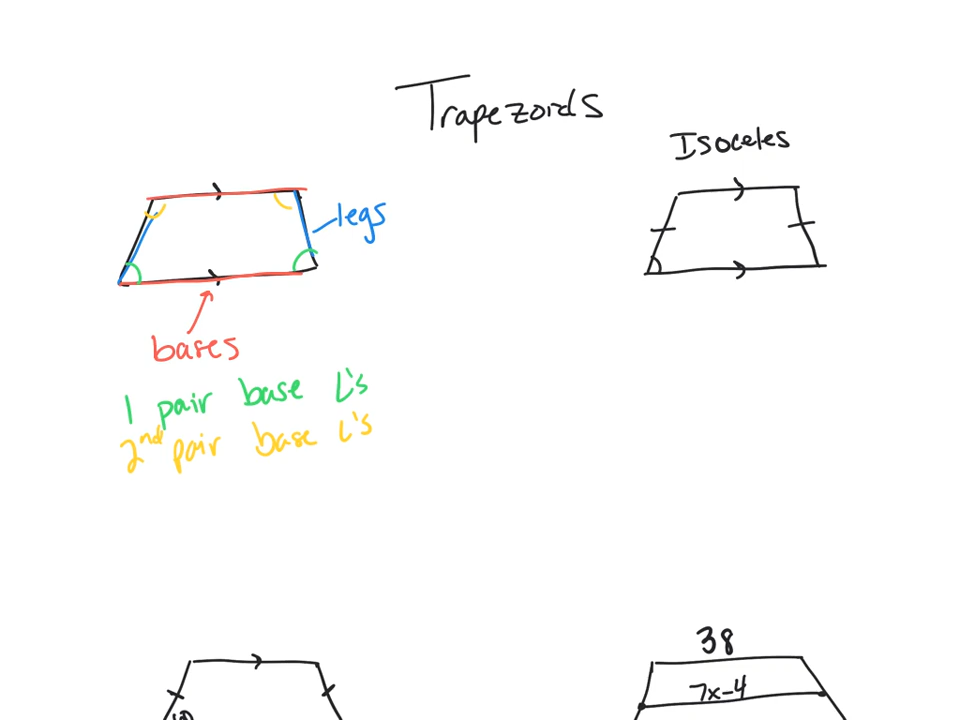 Trapezoids
Isoceles
legs
bases
1 pair base L's
2nd pair base L's
38
7x-4